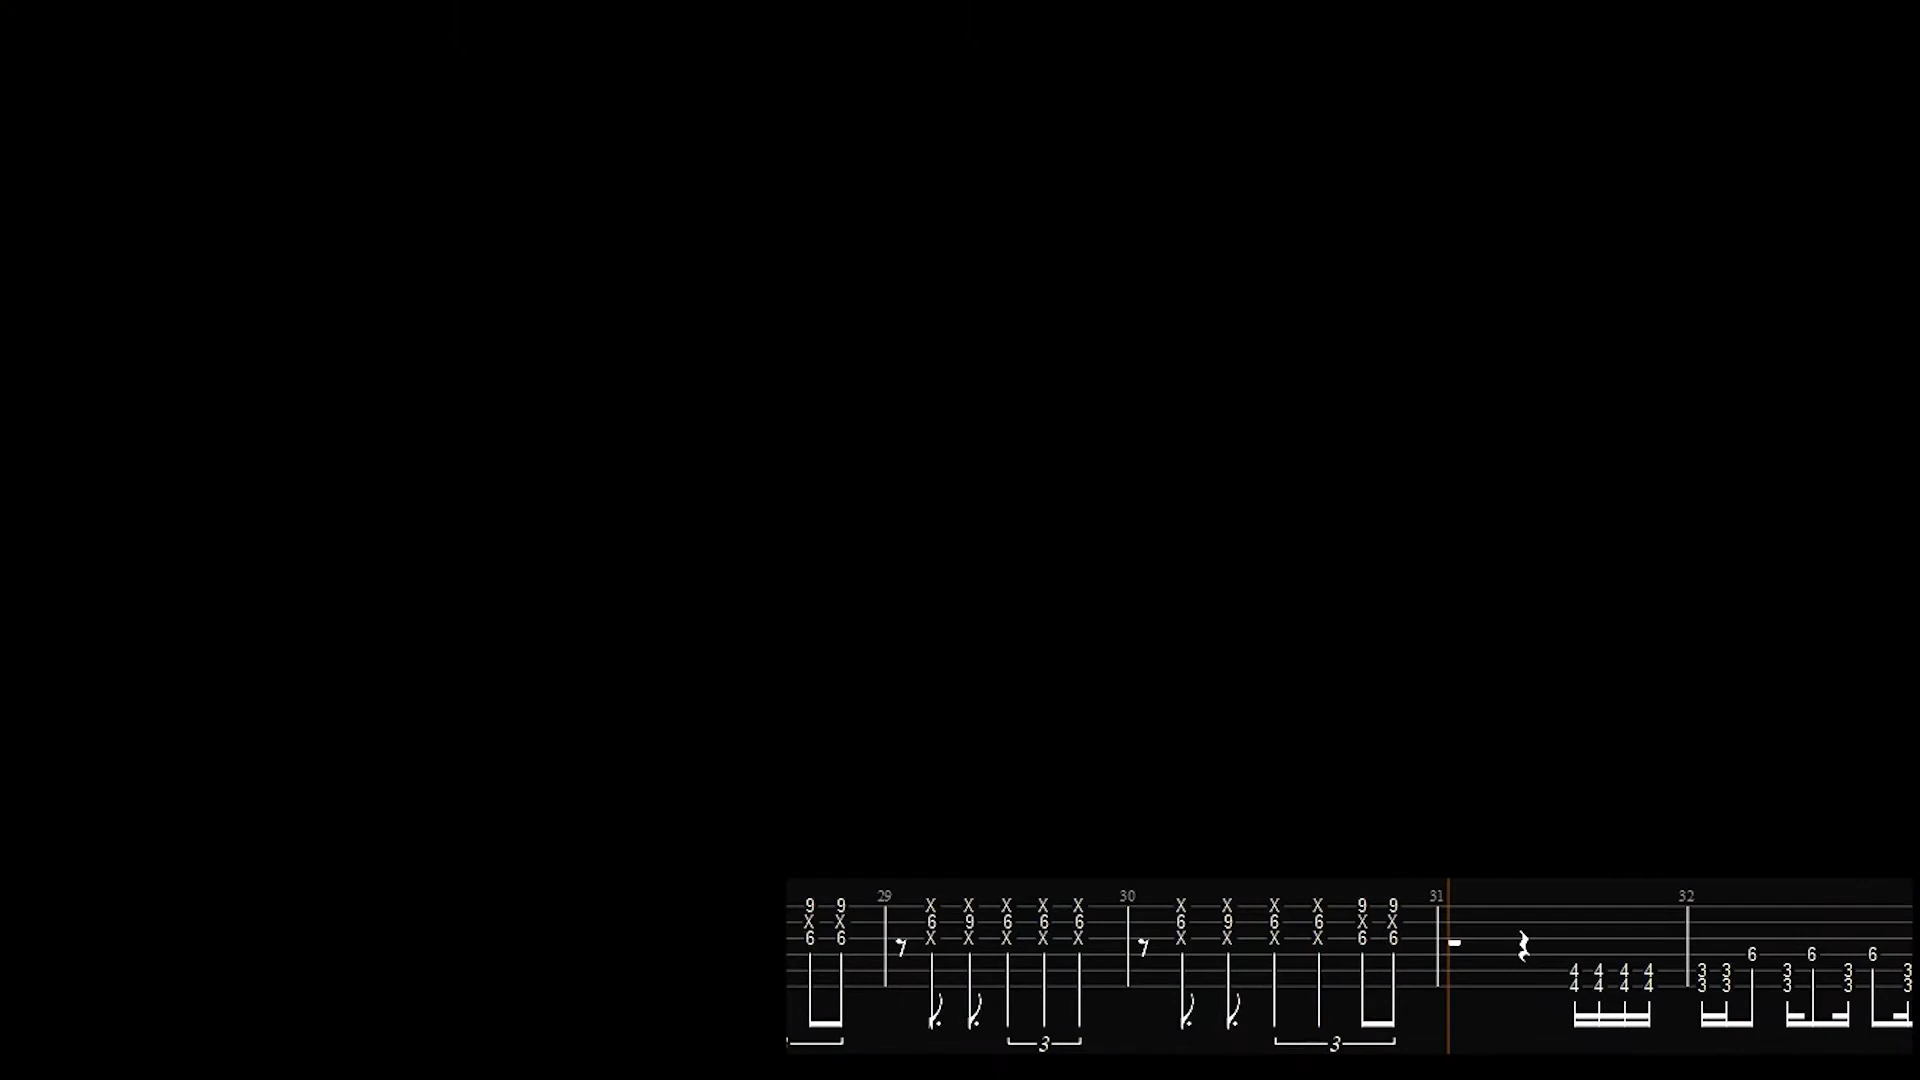 29 30 31 32
9 9 X X X X X X X X X 9 9
X X 6 9 6 6 6 6 9 6 6 X X
6 6 X X X X X X X X X 6 6
6 6 6
4 4 4 4 3 3 3 3 3
4 4 4 4 3 3 3 3 3
3 3